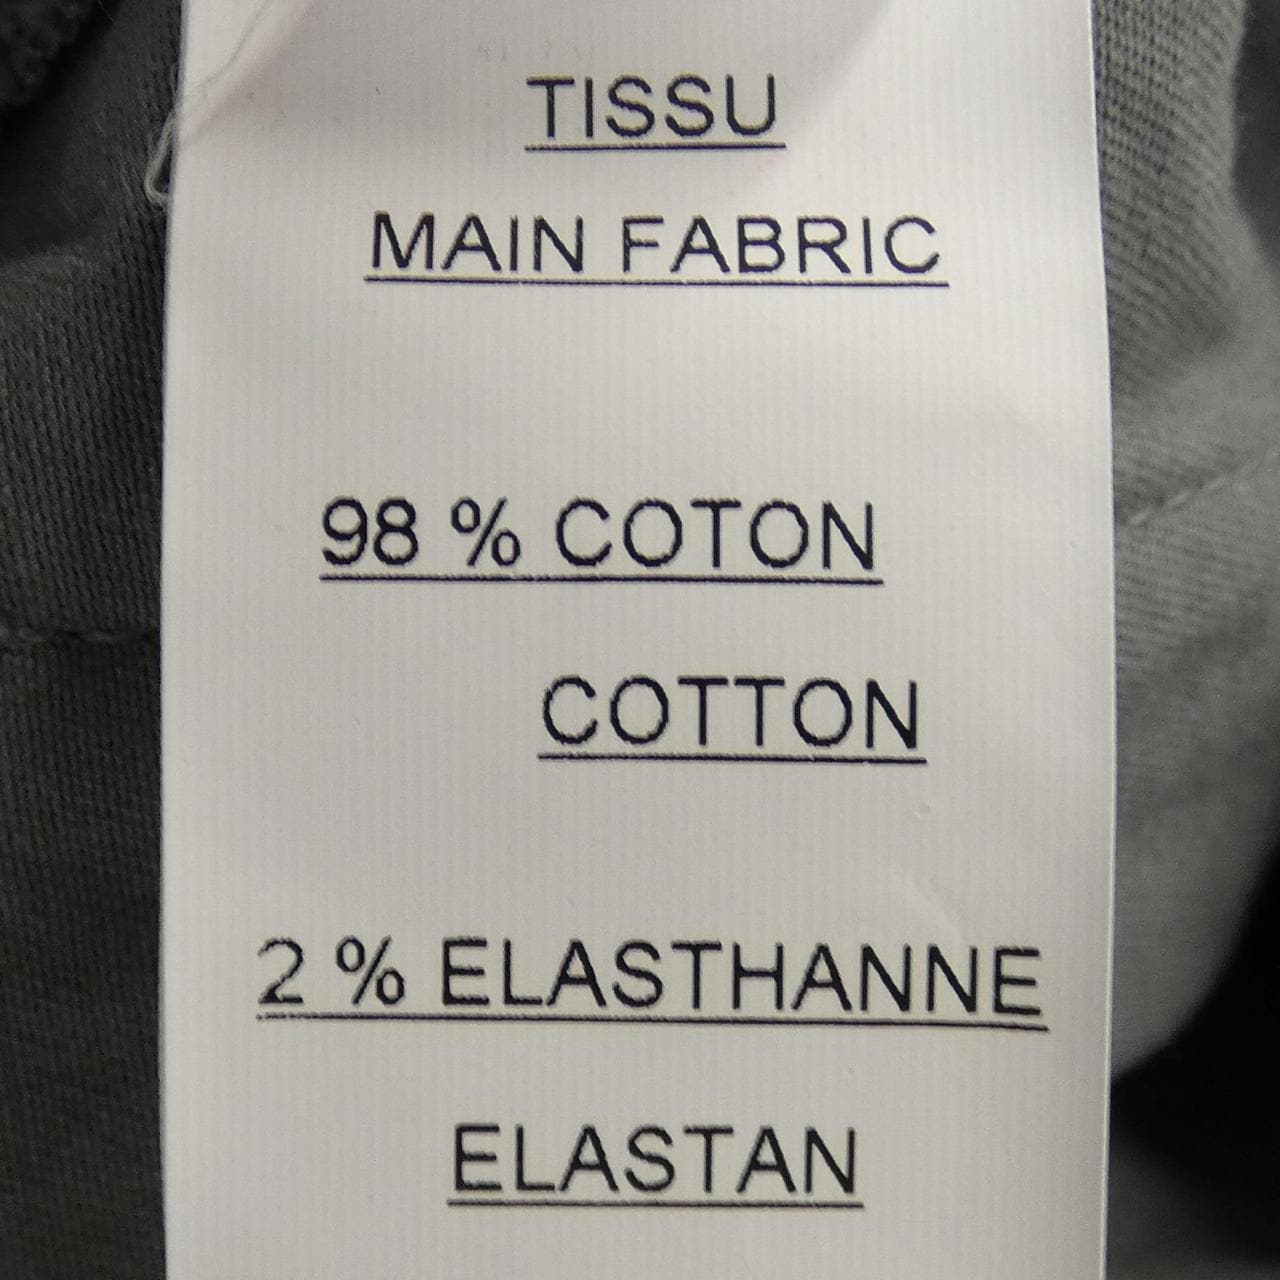 TISSU
MAIN FABRIC
98 % COTON
COTTON
2 % ELASTHANNE
ELASTAN